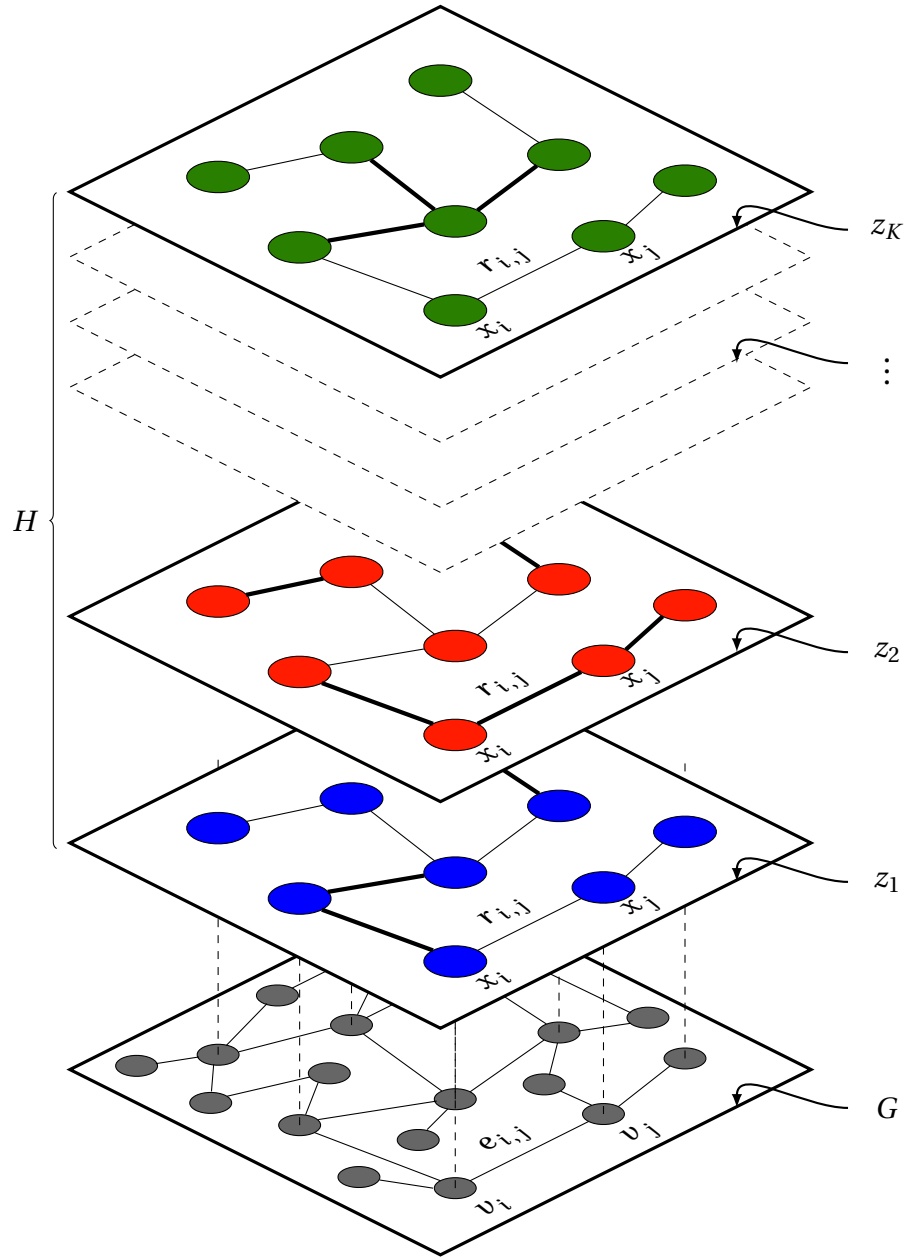 z_K
r_{i,j}
x_j
x_i
⋮
H
z_2
r_{i,j}
x_j
x_i
z_1
r_{i,j}
x_j
x_i
G
e_{i,j}
v_j
v_i